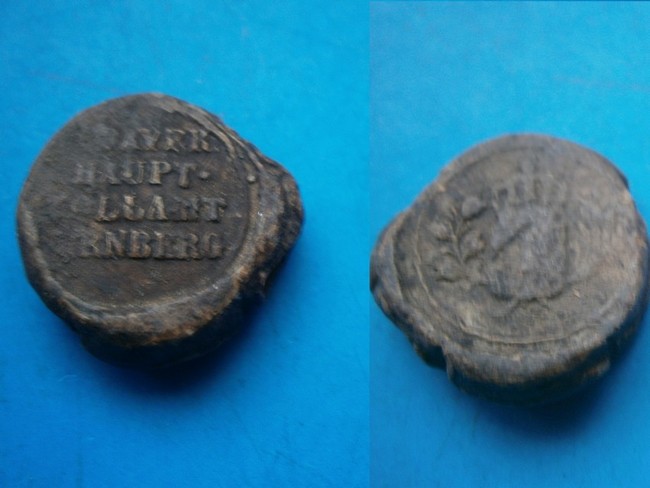 BAYER.
HAUPT-
LLAMT
RNBERG